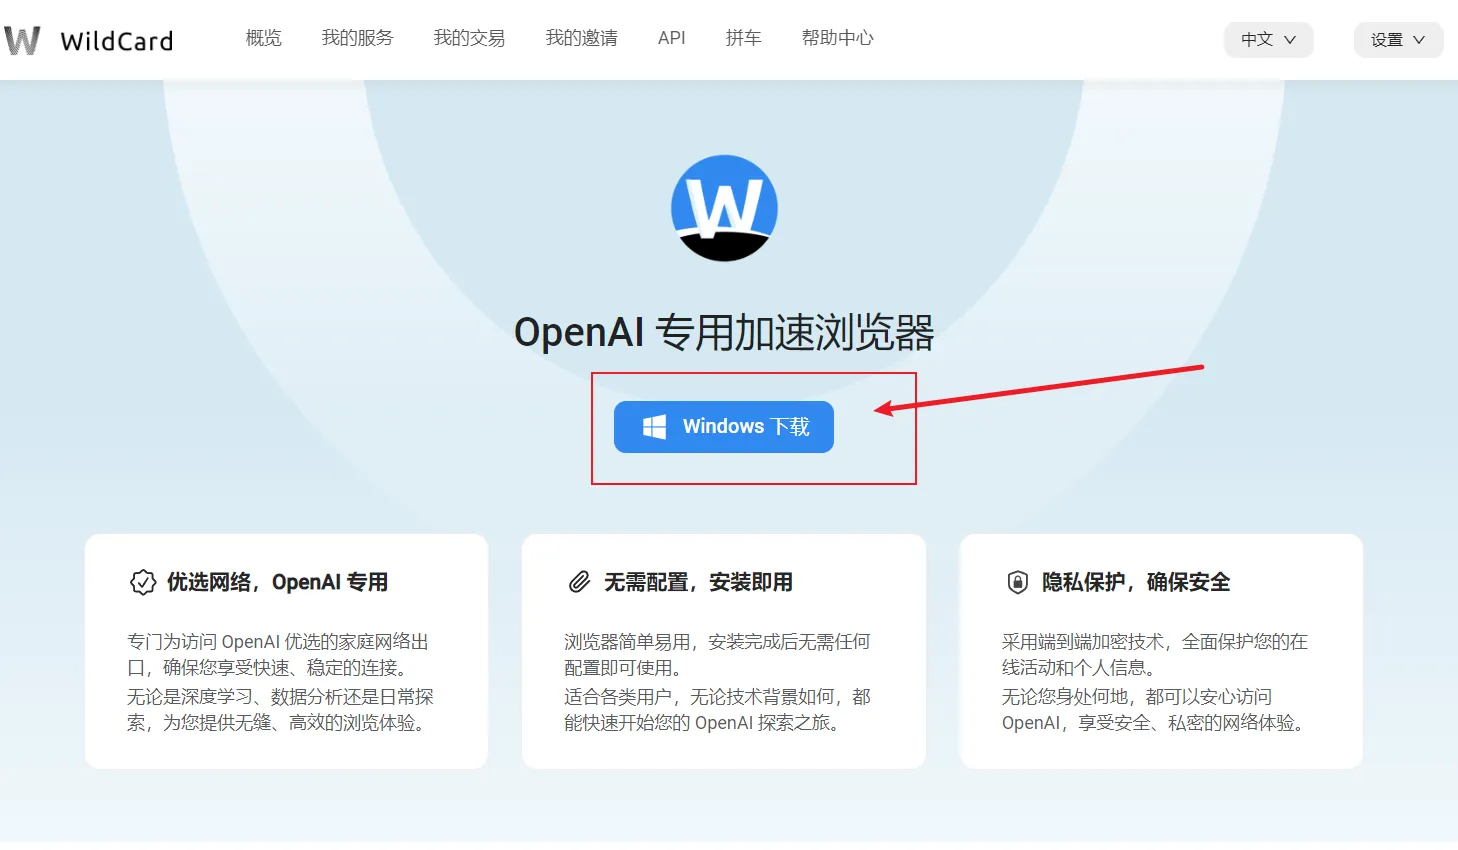 W WildCard 概览 我的服务 我的交易 我的邀请 API 拼车 帮助中心 中文 设置
W
OpenAI 专用加速浏览器
Windows 下载
优选网络，OpenAI 专用
专门为访问 OpenAI 优选的家庭网络出
口，确保您享受快速、稳定的连接。
无论是深度学习、数据分析还是日常探
索，为您提供无缝、高效的浏览体验。
无需配置，安装即用
浏览器简单易用，安装完成后无需任何
配置即可使用。
适合各类用户，无论技术背景如何，都
能快速开始您的 OpenAI 探索之旅。
隐私保护，确保安全
采用端到端加密技术，全面保护您的在
线活动和个人信息。
无论您身处何地，都可以安心访问
OpenAI，享受安全、私密的网络体验。